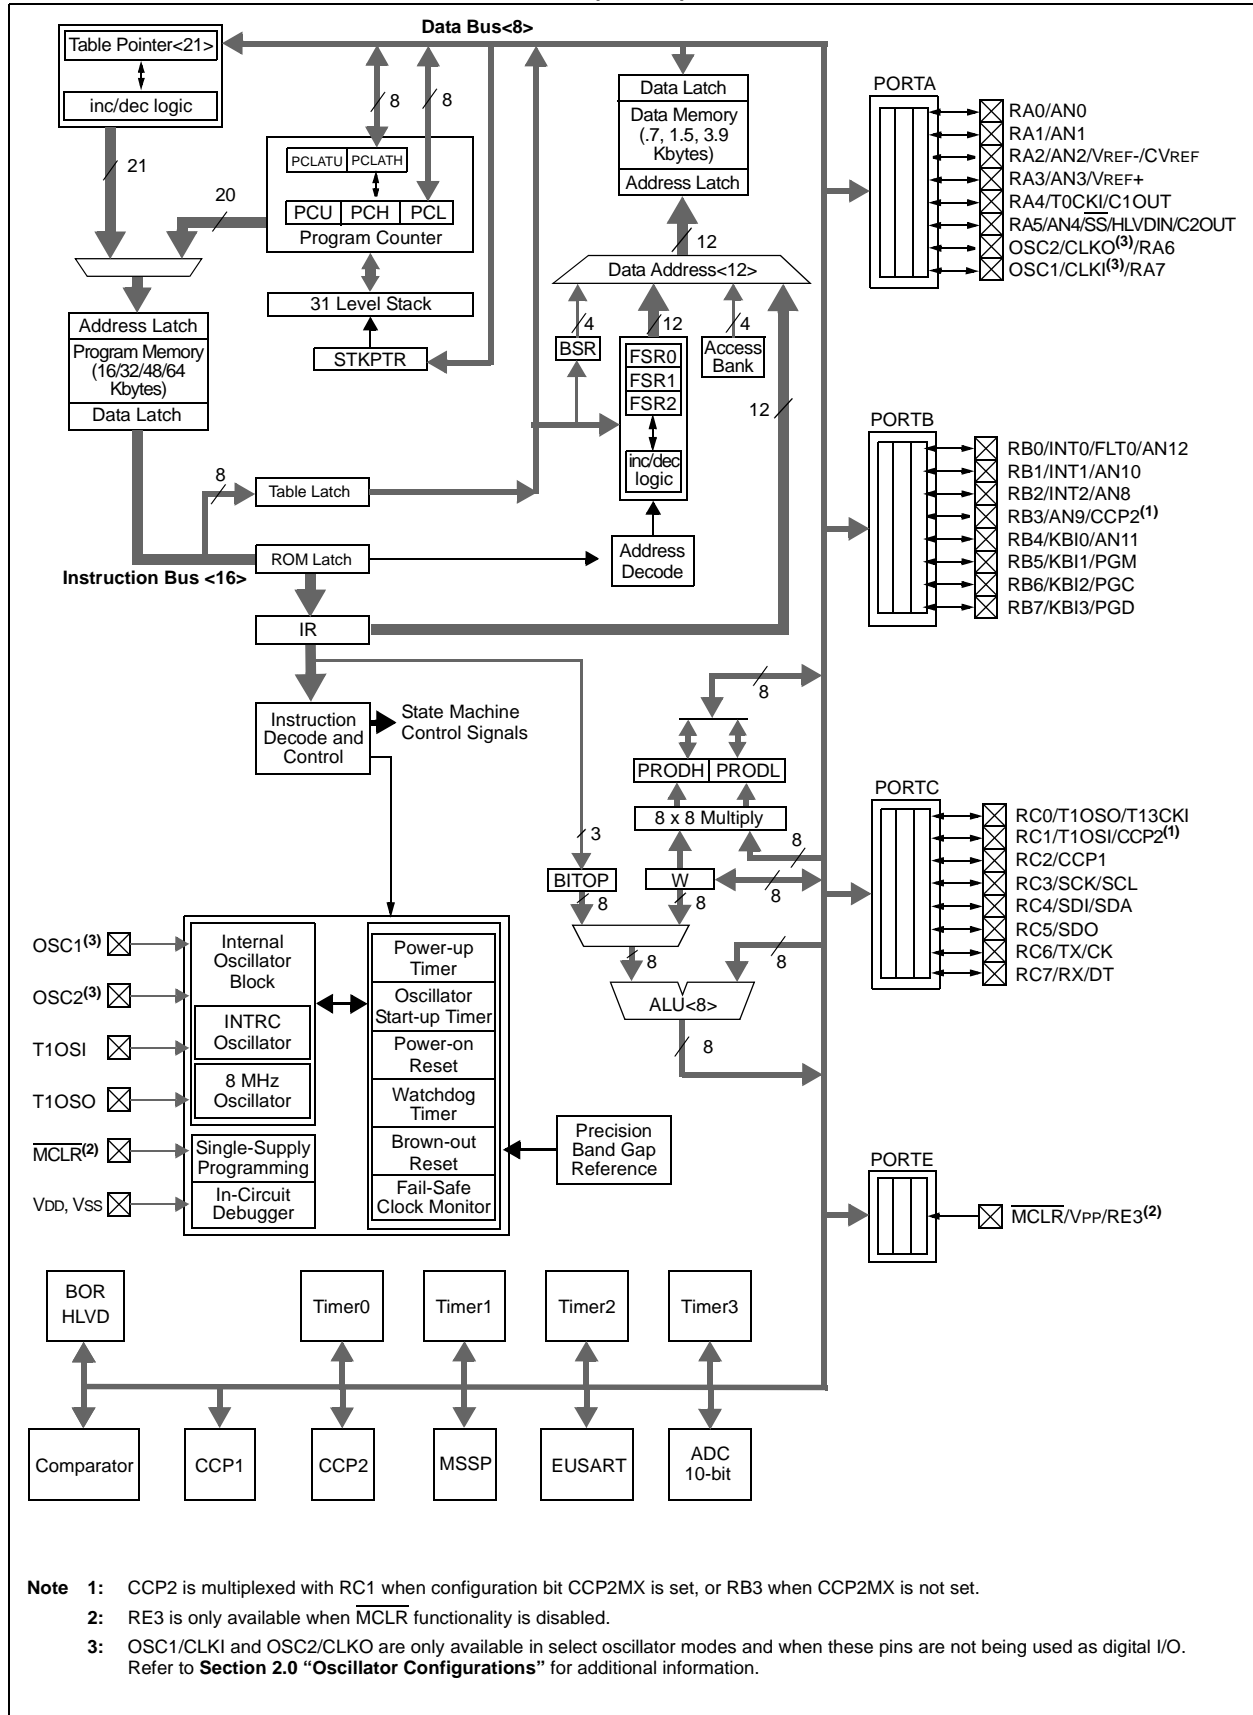 Data Bus<8>
Table Pointer<21>
inc/dec logic
21
8
8
PCLATU PCLATH
20
PCU PCH PCL
Program Counter
31 Level Stack
STKPTR
Data Latch
Data Memory
(.7, 1.5, 3.9
Kbytes)
Address Latch
12
Data Address<12>
4
12
4
BSR
FSR0
FSR1
FSR2
inc/dec
logic
Access
Bank
12
Address Latch
Program Memory
(16/32/48/64
Kbytes)
Data Latch
8
Table Latch
ROM Latch
Instruction Bus <16>
Address
Decode
IR
Instruction
Decode and
Control
State Machine
Control Signals
8
PRODH PRODL
8 x 8 Multiply
3
8
BITOP
W
8
8
8
8
8
ALU<8>
8
OSC1(3)
OSC2(3)
T1OSI
T1OSO
M̅C̅L̅R̅(2)
VDD, VSS
Internal
Oscillator
Block
INTRC
Oscillator
8 MHz
Oscillator
Single-Supply
Programming
In-Circuit
Debugger
Power-up
Timer
Oscillator
Start-up Timer
Power-on
Reset
Watchdog
Timer
Brown-out
Reset
Fail-Safe
Clock Monitor
Precision
Band Gap
Reference
PORTA
RA0/AN0
RA1/AN1
RA2/AN2/VREF-/CVREF
RA3/AN3/VREF+
RA4/T0CKI/C1OUT
RA5/AN4/S̅S̅/HLVDIN/C2OUT
OSC2/CLKO(3)/RA6
OSC1/CLKI(3)/RA7
PORTB
RB0/INT0/FLT0/AN12
RB1/INT1/AN10
RB2/INT2/AN8
RB3/AN9/CCP2(1)
RB4/KBI0/AN11
RB5/KBI1/PGM
RB6/KBI2/PGC
RB7/KBI3/PGD
PORTC
RC0/T1OSO/T13CKI
RC1/T1OSI/CCP2(1)
RC2/CCP1
RC3/SCK/SCL
RC4/SDI/SDA
RC5/SDO
RC6/TX/CK
RC7/RX/DT
PORTE
M̅C̅L̅R̅/VPP/RE3(2)
BOR
HLVD
Timer0
Timer1
Timer2
Timer3
Comparator
CCP1
CCP2
MSSP
EUSART
ADC
10-bit
Note 1: CCP2 is multiplexed with RC1 when configuration bit CCP2MX is set, or RB3 when CCP2MX is not set.
2: RE3 is only available when M̅C̅L̅R̅ functionality is disabled.
3: OSC1/CLKI and OSC2/CLKO are only available in select oscillator modes and when these pins are not being used as digital I/O.
Refer to Section 2.0 “Oscillator Configurations” for additional information.